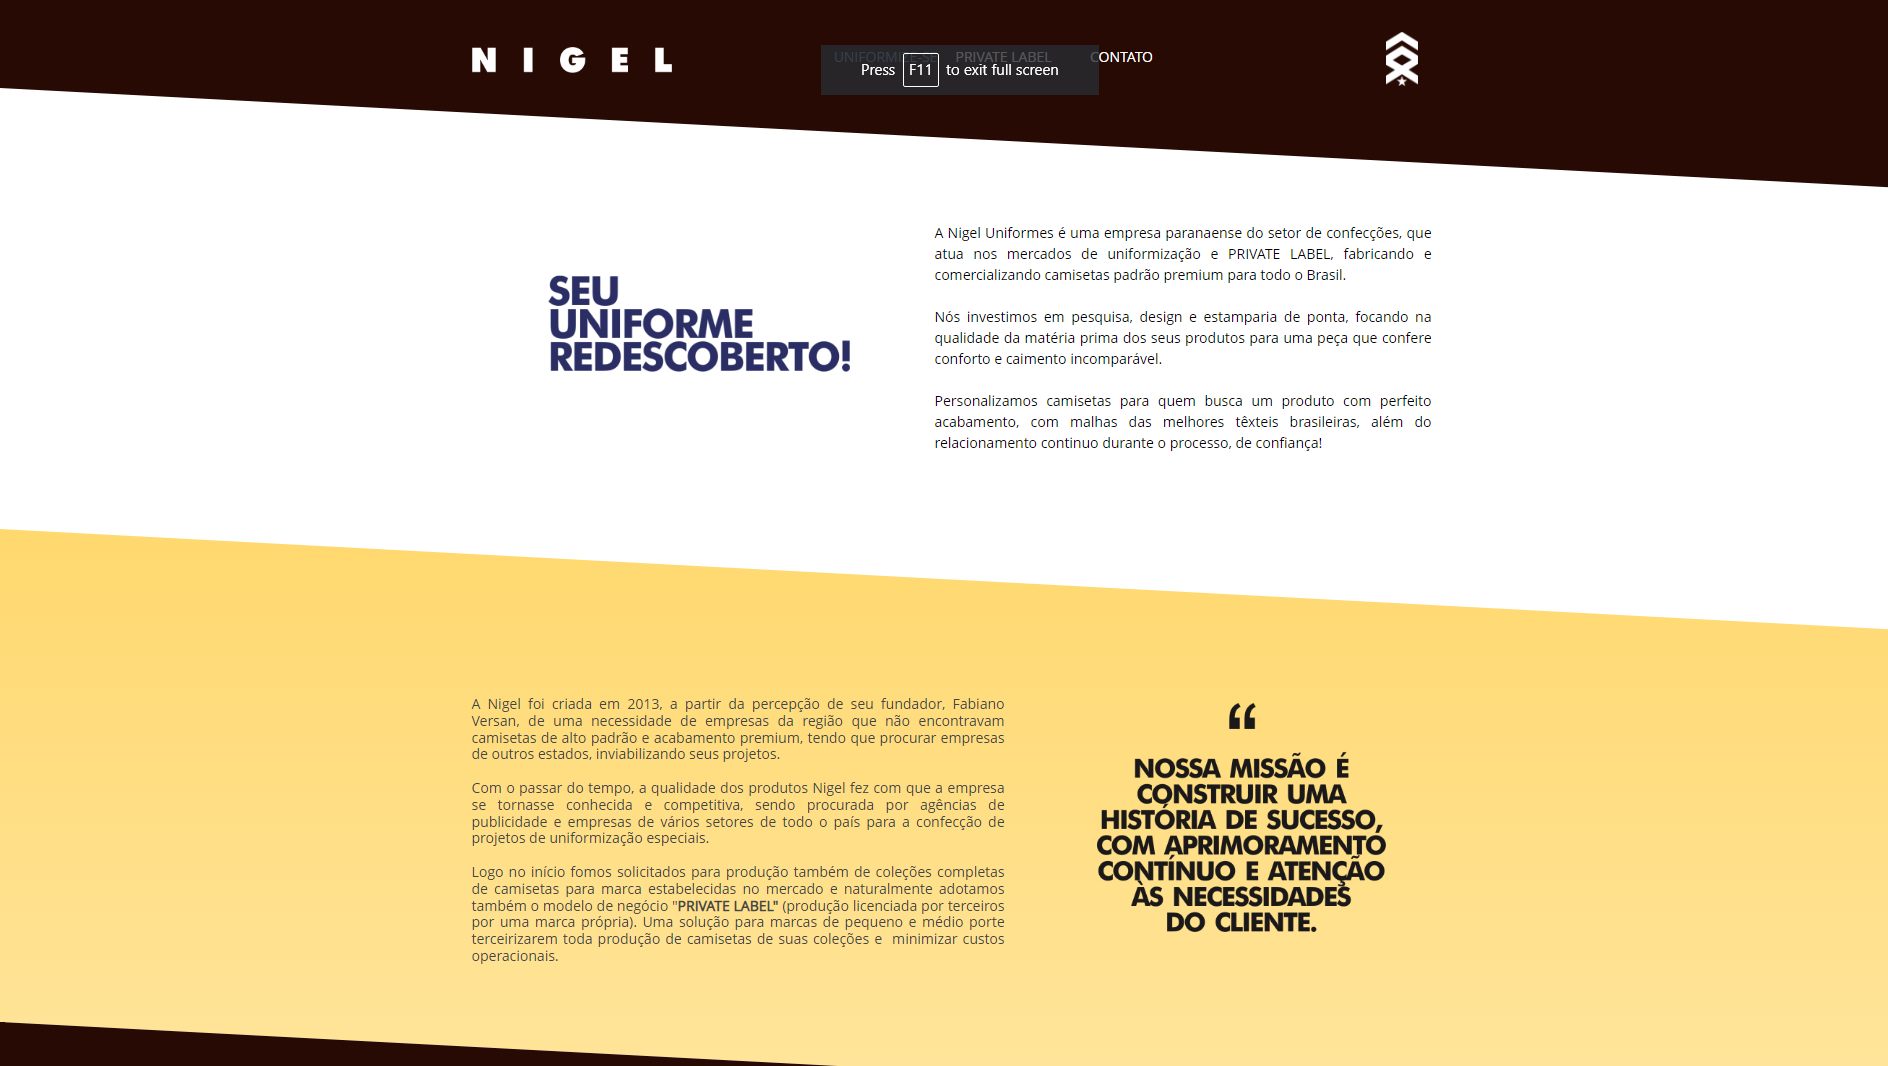 NIGEL
UNIFORMIZE-SE PRIVATE LABEL CONTATO
Press F11 to exit full screen
SEU
UNIFORME
REDESCOBERTO!
A Nigel Uniformes é uma empresa paranaense do setor de confecções, que
atua nos mercados de uniformização e PRIVATE LABEL, fabricando e
comercializando camisetas padrão premium para todo o Brasil.
Nós investimos em pesquisa, design e estamparia de ponta, focando na
qualidade da matéria prima dos seus produtos para uma peça que confere
conforto e caimento incomparável.
Personalizamos camisetas para quem busca um produto com perfeito
acabamento, com malhas das melhores têxteis brasileiras, além do
relacionamento continuo durante o processo, de confiança!
A Nigel foi criada em 2013, a partir da percepção de seu fundador, Fabiano
Versan, de uma necessidade de empresas da região que não encontravam
camisetas de alto padrão e acabamento premium, tendo que procurar empresas
de outros estados, inviabilizando seus projetos.
Com o passar do tempo, a qualidade dos produtos Nigel fez com que a empresa
se tornasse conhecida e competitiva, sendo procurada por agências de
publicidade e empresas de vários setores de todo o país para a confecção de
projetos de uniformização especiais.
Logo no início fomos solicitados para produção também de coleções completas
de camisetas para marca estabelecidas no mercado e naturalmente adotamos
também o modelo de negócio "PRIVATE LABEL" (produção licenciada por terceiros
por uma marca própria). Uma solução para marcas de pequeno e médio porte
terceirizarem toda produção de camisetas de suas coleções e  minimizar custos
operacionais.
“
NOSSA MISSÃO É
CONSTRUIR UMA
HISTÓRIA DE SUCESSO,
COM APRIMORAMENTO
CONTÍNUO E ATENÇÃO
ÀS NECESSIDADES
DO CLIENTE.